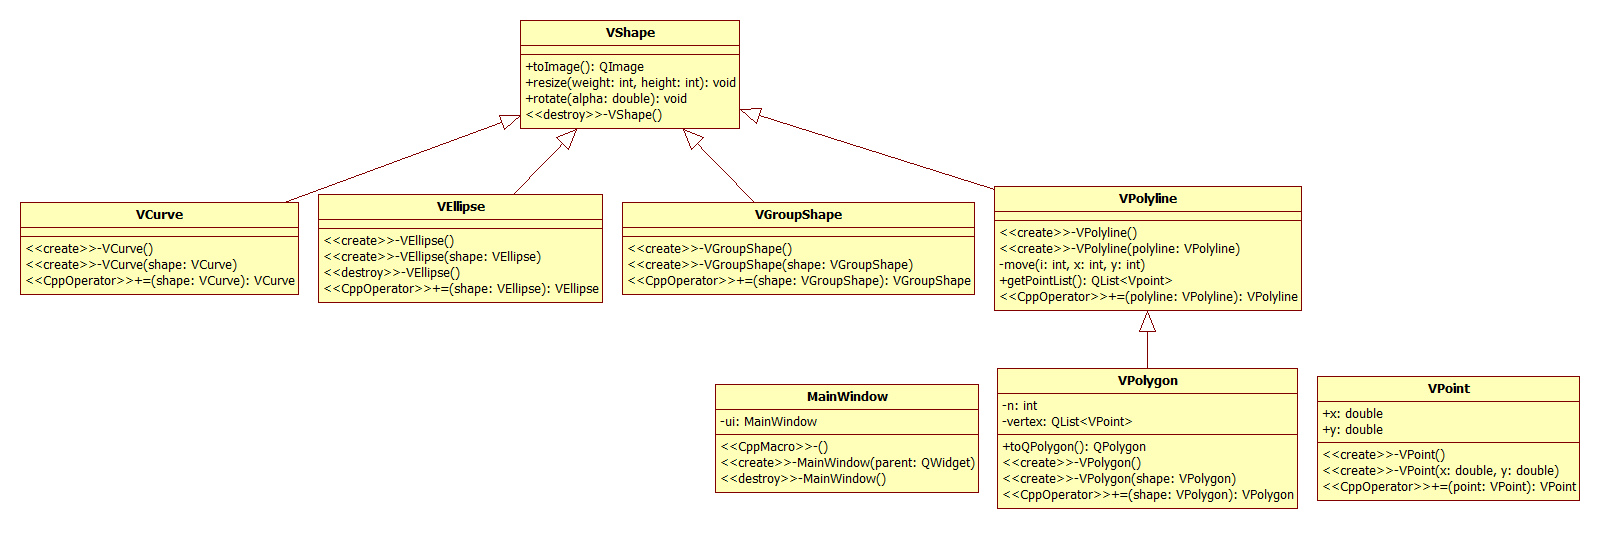 VShape
+toImage(): QImage
+resize(weight: int, height: int): void
+rotate(alpha: double): void
<<destroy>>-VShape()
VCurve
<<create>>-VCurve()
<<create>>-VCurve(shape: VCurve)
<<CppOperator>>+=(shape: VCurve): VCurve
VEllipse
<<create>>-VEllipse()
<<create>>-VEllipse(shape: VEllipse)
<<destroy>>-VEllipse()
<<CppOperator>>+=(shape: VEllipse): VEllipse
VGroupShape
<<create>>-VGroupShape()
<<create>>-VGroupShape(shape: VGroupShape)
<<CppOperator>>+=(shape: VGroupShape): VGroupShape
VPolyline
<<create>>-VPolyline()
<<create>>-VPolyline(polyline: VPolyline)
-move(i: int, x: int, y: int)
+getPointList(): QList<Vpoint>
<<CppOperator>>+=(polyline: VPolyline): VPolyline
MainWindow
-ui: MainWindow
<<CppMacro>>-()
<<create>>-MainWindow(parent: QWidget)
<<destroy>>-MainWindow()
VPolygon
-n: int
-vertex: QList<VPoint>
+toQPolygon(): QPolygon
<<create>>-VPolygon()
<<create>>-VPolygon(shape: VPolygon)
<<CppOperator>>+=(shape: VPolygon): VPolygon
VPoint
+x: double
+y: double
<<create>>-VPoint()
<<create>>-VPoint(x: double, y: double)
<<CppOperator>>+=(point: VPoint): VPoint